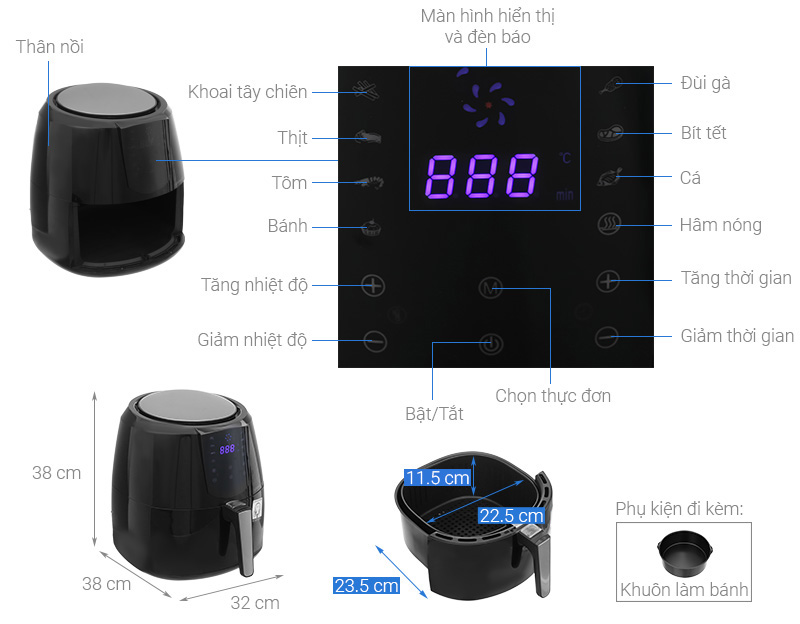 Màn hình hiển thị
và đèn báo
Thân nồi
Khoai tây chiên
Thịt
Tôm
Bánh
Tăng nhiệt độ
Giảm nhiệt độ
888
°C
min
M
Đùi gà
Bít tết
Cá
Hâm nóng
Tăng thời gian
Giảm thời gian
Chọn thực đơn
Bật/Tắt
38 cm
38 cm
32 cm
888
11.5 cm
22.5 cm
23.5 cm
Phụ kiện đi kèm:
Khuôn làm bánh